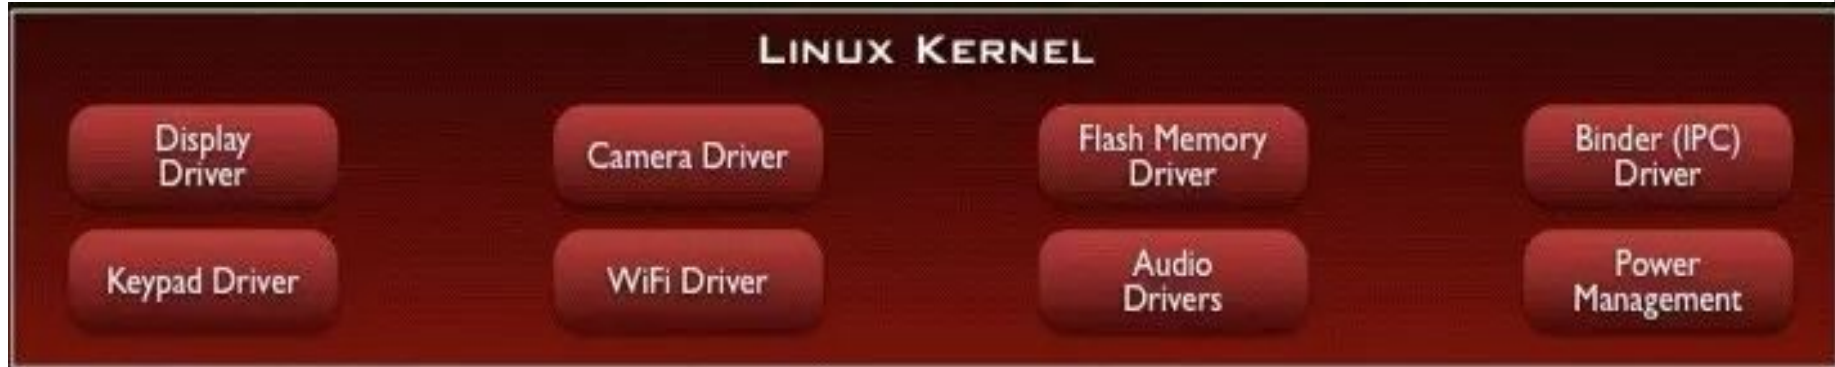 LINUX KERNEL
Display
Driver
Camera Driver
Flash Memory
Driver
Binder (IPC)
Driver
Keypad Driver
WiFi Driver
Audio
Drivers
Power
Management